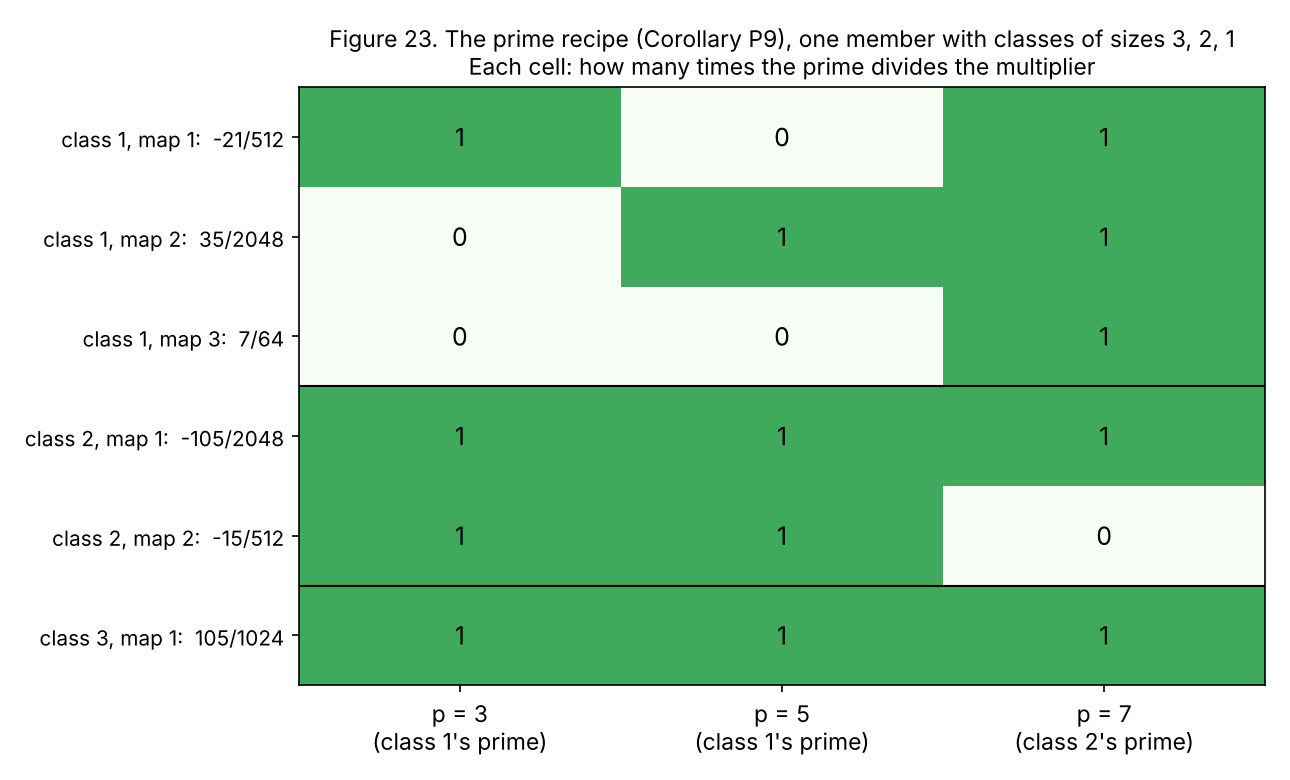 Figure 23. The prime recipe (Corollary P9), one member with classes of sizes 3, 2, 1
Each cell: how many times the prime divides the multiplier
class 1, map 1: -21/512
1
0
1
class 1, map 2: 35/2048
0
1
1
class 1, map 3: 7/64
0
0
1
class 2, map 1: -105/2048
1
1
1
class 2, map 2: -15/512
1
1
0
class 3, map 1: 105/1024
1
1
1
p = 3
(class 1's prime)
p = 5
(class 1's prime)
p = 7
(class 2's prime)